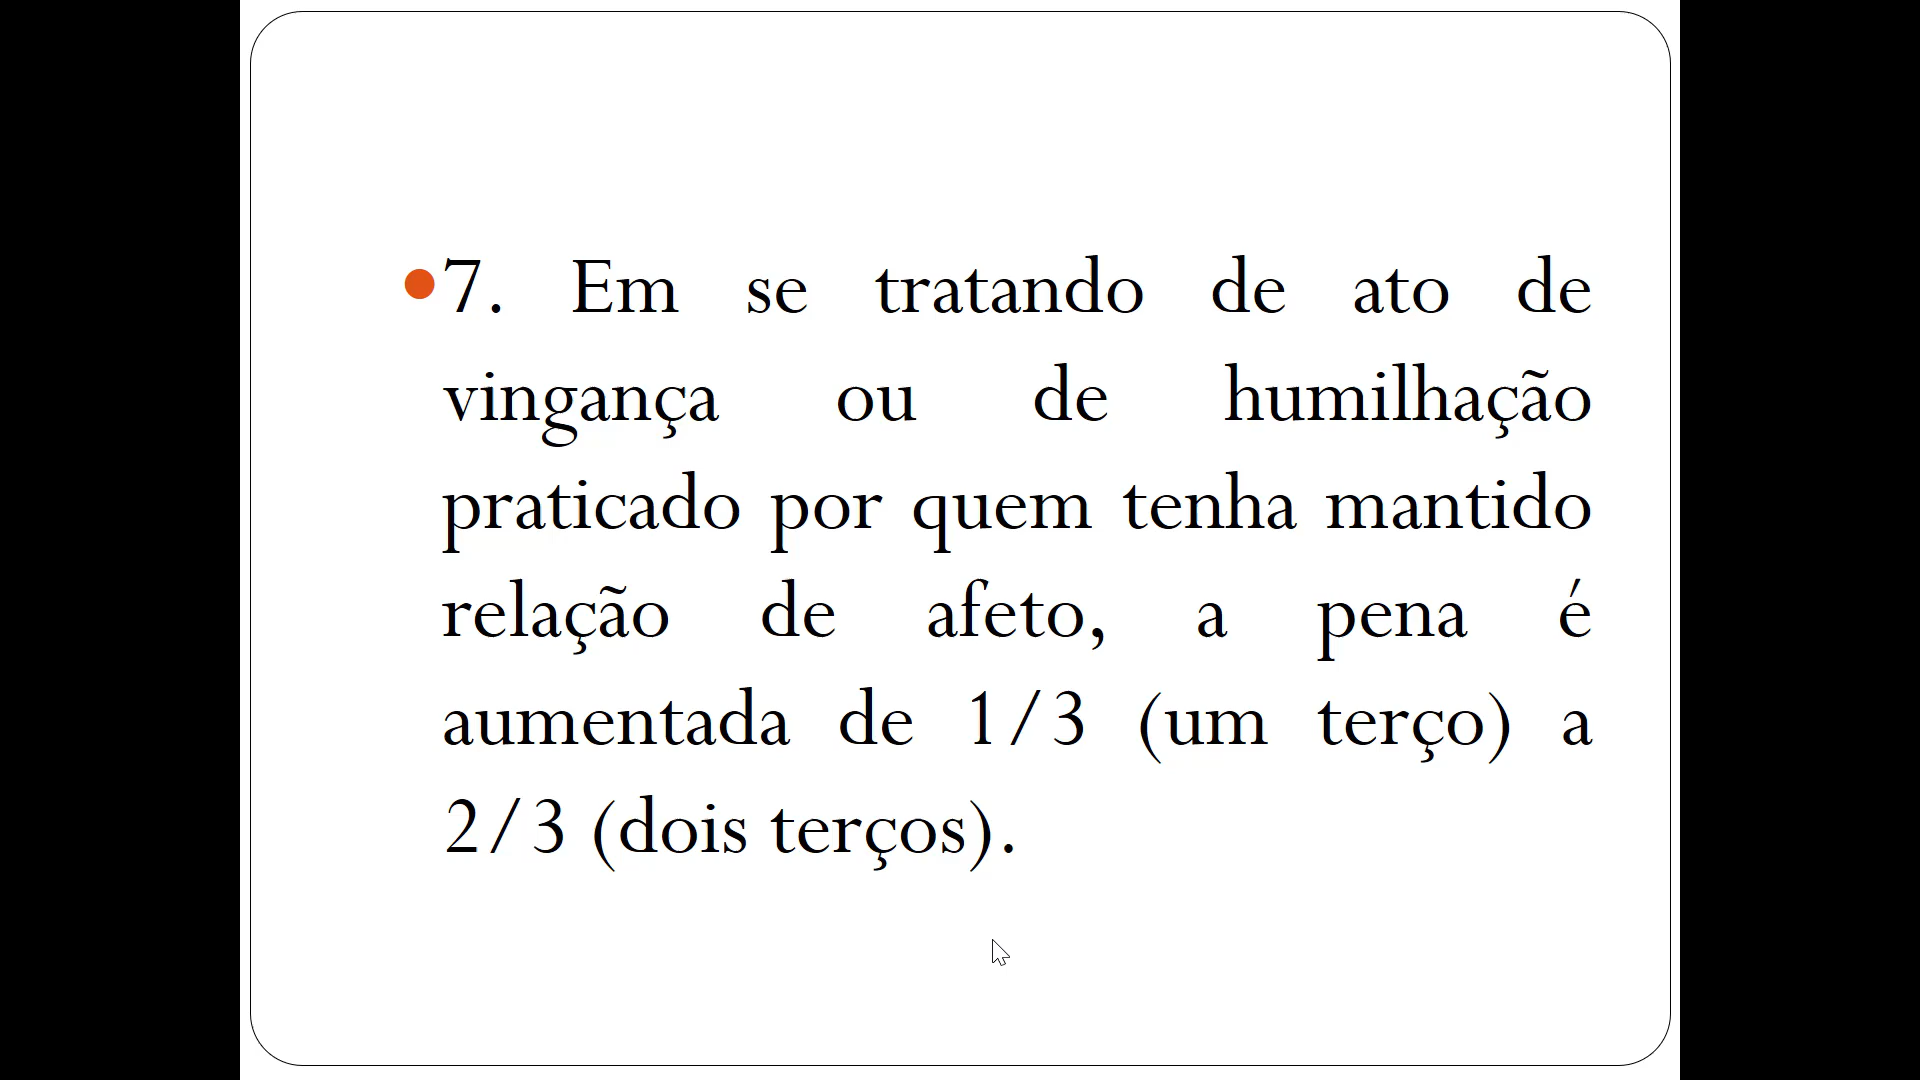 7. Em se tratando de ato de
vingança ou de humilhação
praticado por quem tenha mantido
relação de afeto, a pena é
aumentada de 1/3 (um terço) a
2/3 (dois terços).